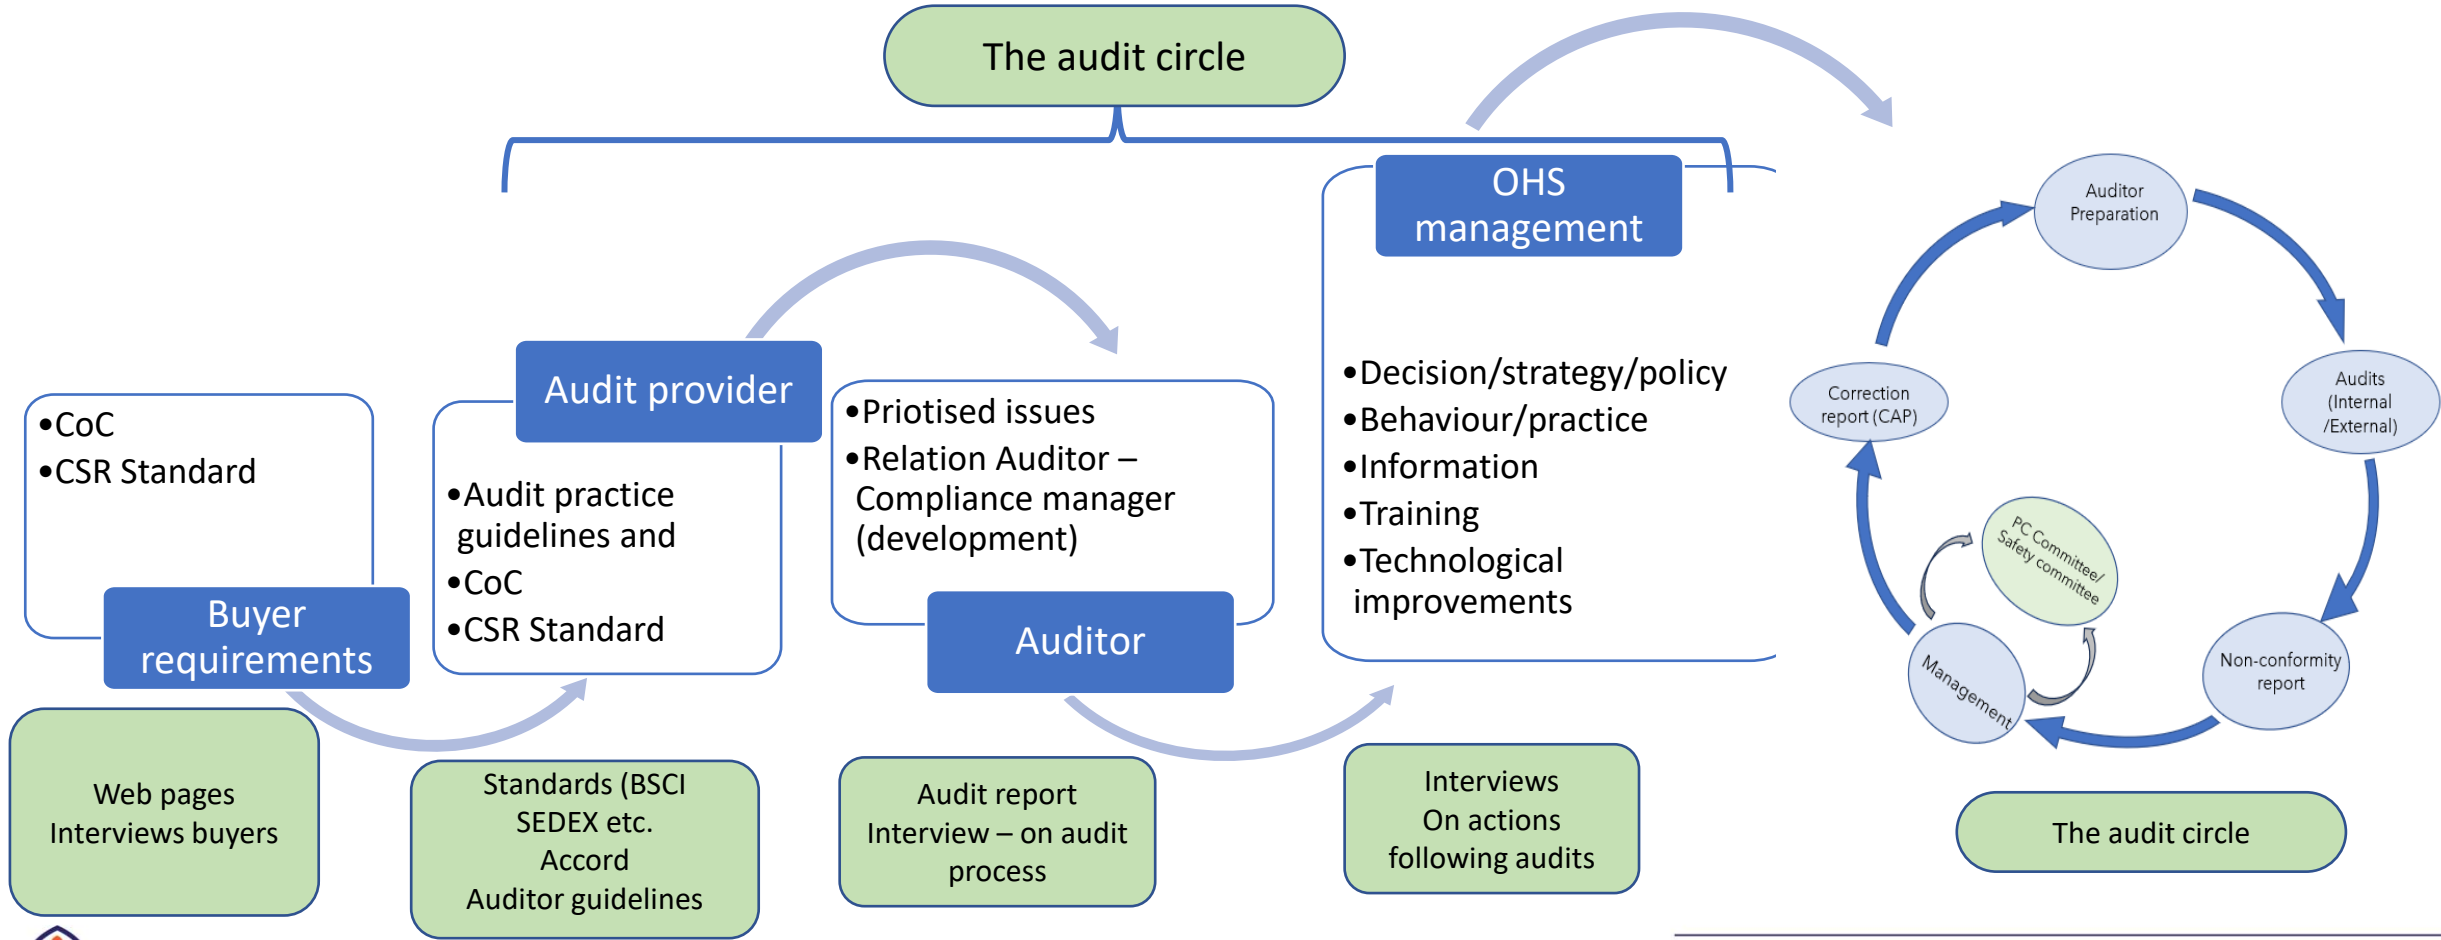 The audit circle
•CoC
•CSR Standard
Buyer
requirements
Web pages
Interviews buyers
Audit provider
•Audit practice
guidelines and
•CoC
•CSR Standard
Standards (BSCI
SEDEX etc.
Accord
Auditor guidelines
•Priotised issues
•Relation Auditor –
Compliance manager
(development)
Auditor
Audit report
Interview – on audit
process
OHS
management
•Decision/strategy/policy
•Behaviour/practice
•Information
•Training
•Technological
improvements
Interviews
On actions
following audits
Auditor
Preparation
Audits
(Internal
/External)
Non-conformity
report
Management
PC Committee/
Safety committee
Correction
report (CAP)
The audit circle